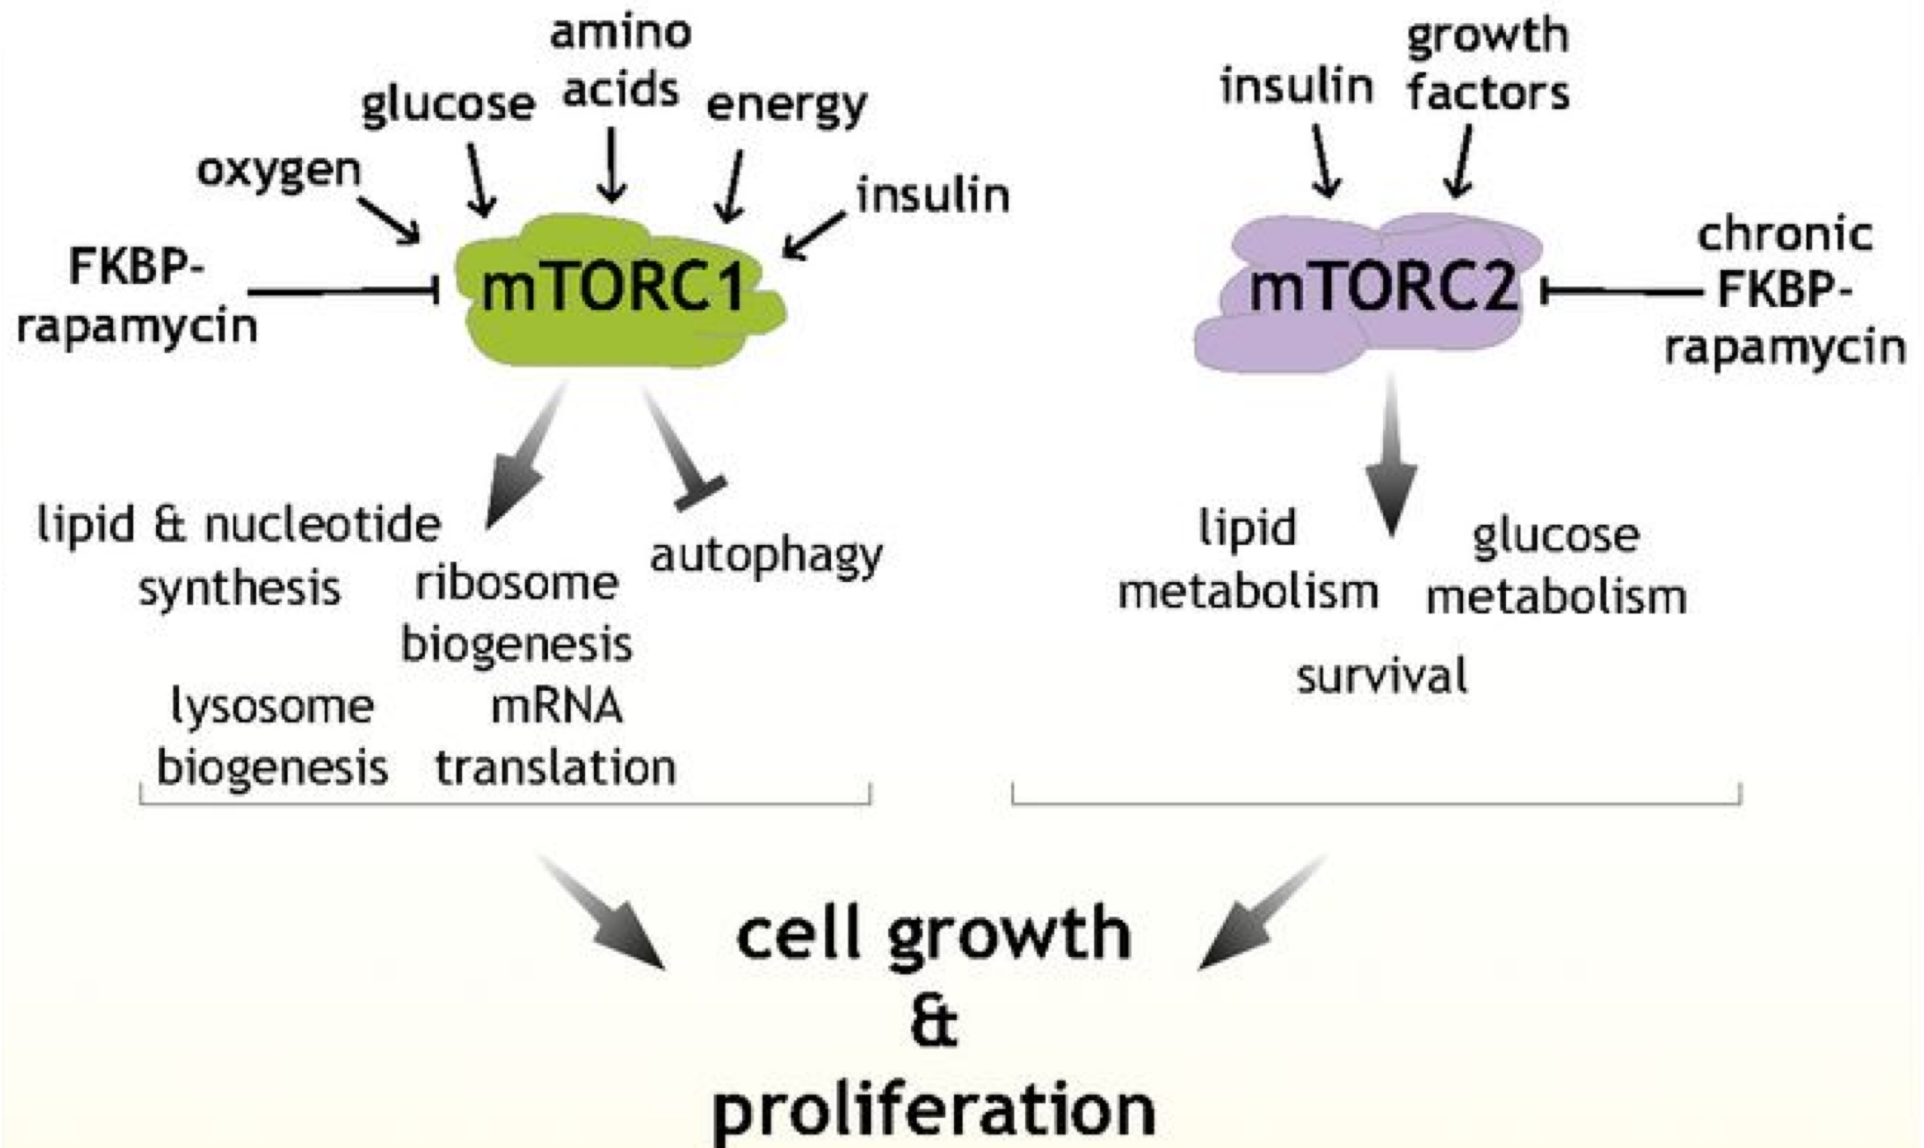 amino
acids
glucose
energy
oxygen
insulin
FKBP-
rapamycin
mTORC1
lipid & nucleotide
synthesis
ribosome
biogenesis
autophagy
lysosome
biogenesis
mRNA
translation
insulin
growth
factors
mTORC2
chronic
FKBP-
rapamycin
lipid
metabolism
glucose
metabolism
survival
cell growth
&
proliferation